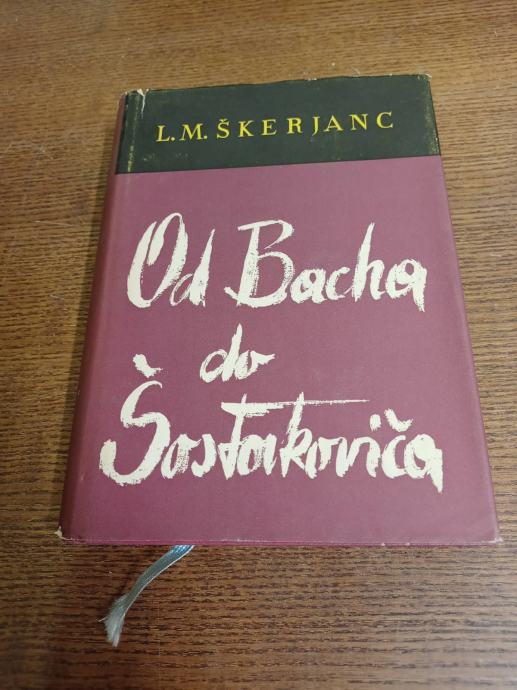 L.M. ŠKERJANC
Od Bacha
do
Šostakoviča